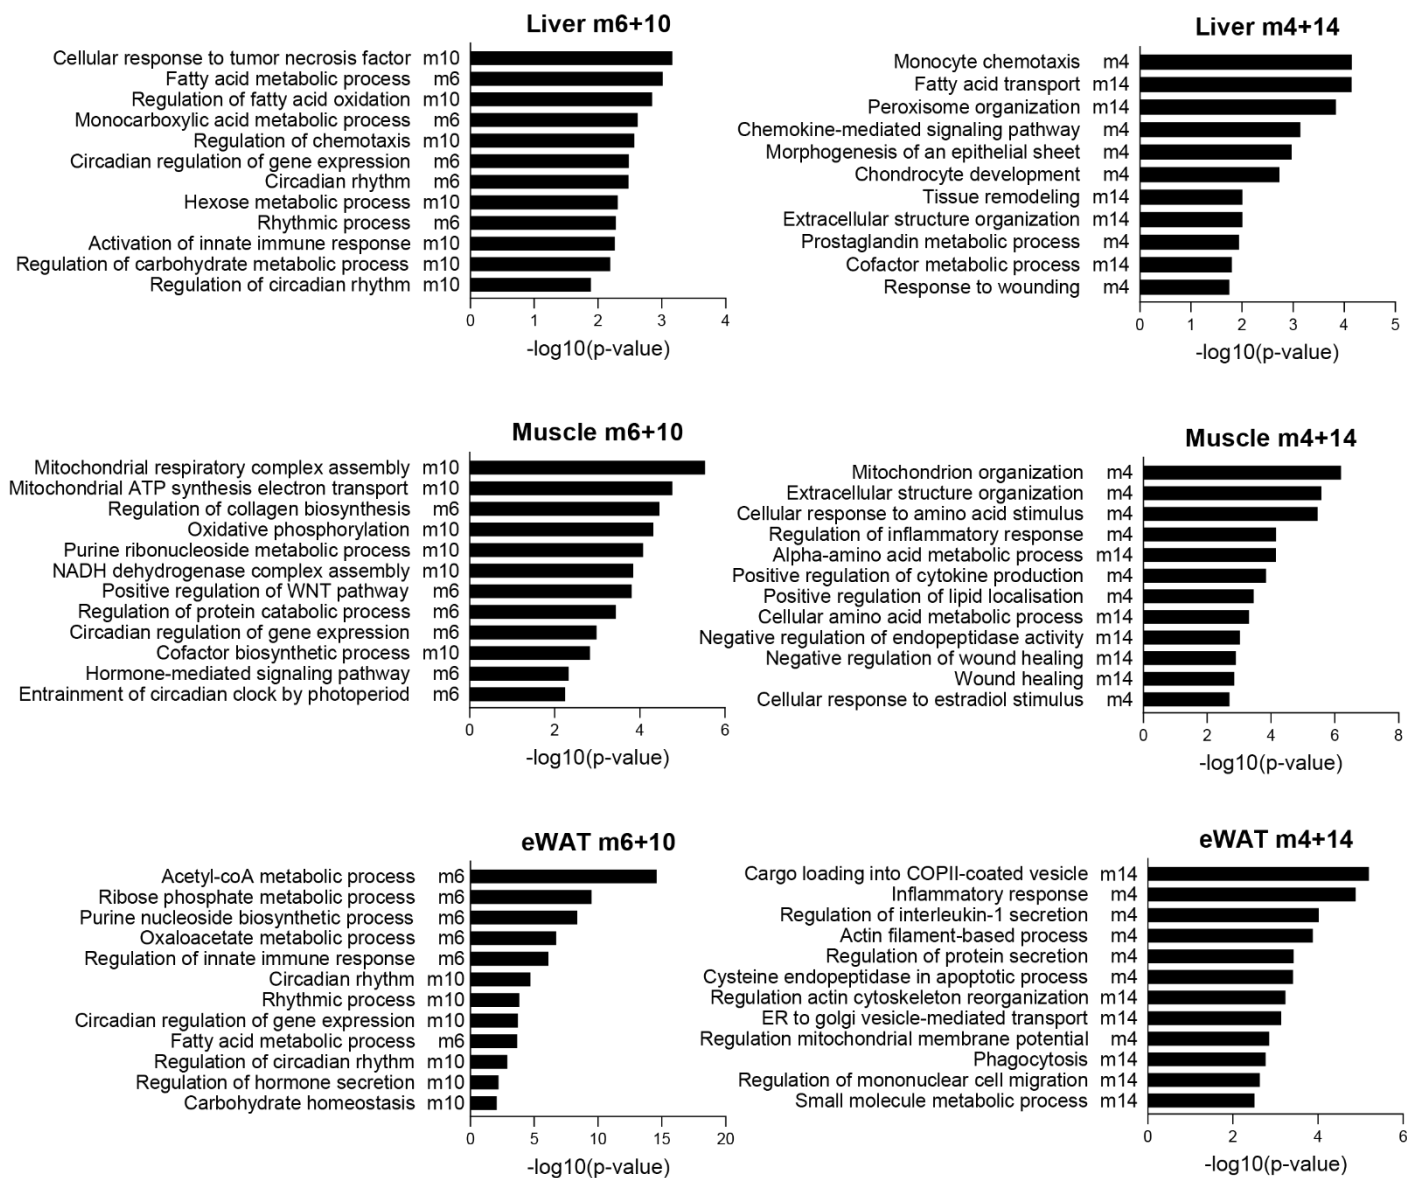 Liver m6+10
Cellular response to tumor necrosis factor m10
Fatty acid metabolic process m6
Regulation of fatty acid oxidation m10
Monocarboxylic acid metabolic process m6
Regulation of chemotaxis m10
Circadian regulation of gene expression m6
Circadian rhythm m6
Hexose metabolic process m10
Rhythmic process m6
Activation of innate immune response m10
Regulation of carbohydrate metabolic process m10
Regulation of circadian rhythm m10
0 1 2 3 4
-log10(p-value)
Liver m4+14
Monocyte chemotaxis m4
Fatty acid transport m14
Peroxisome organization m14
Chemokine-mediated signaling pathway m4
Morphogenesis of an epithelial sheet m4
Chondrocyte development m4
Tissue remodeling m14
Extracellular structure organization m14
Prostaglandin metabolic process m4
Cofactor metabolic process m14
Response to wounding m4
0 1 2 3 4 5
-log10(p-value)
Muscle m6+10
Mitochondrial respiratory complex assembly m10
Mitochondrial ATP synthesis electron transport m10
Regulation of collagen biosynthesis m6
Oxidative phosphorylation m10
Purine ribonucleoside metabolic process m10
NADH dehydrogenase complex assembly m10
Positive regulation of WNT pathway m6
Regulation of protein catabolic process m6
Circadian regulation of gene expression m6
Cofactor biosynthetic process m10
Hormone-mediated signaling pathway m6
Entrainment of circadian clock by photoperiod m6
0 2 4 6
-log10(p-value)
Muscle m4+14
Mitochondrion organization m4
Extracellular structure organization m4
Cellular response to amino acid stimulus m4
Regulation of inflammatory response m4
Alpha-amino acid metabolic process m14
Positive regulation of cytokine production m4
Positive regulation of lipid localisation m4
Cellular amino acid metabolic process m14
Negative regulation of endopeptidase activity m14
Negative regulation of wound healing m14
Wound healing m14
Cellular response to estradiol stimulus m4
0 2 4 6 8
-log10(p-value)
eWAT m6+10
Acetyl-coA metabolic process m6
Ribose phosphate metabolic process m6
Purine nucleoside biosynthetic process m6
Oxaloacetate metabolic process m6
Regulation of innate immune response m6
Circadian rhythm m10
Rhythmic process m10
Circadian regulation of gene expression m10
Fatty acid metabolic process m6
Regulation of circadian rhythm m10
Regulation of hormone secretion m10
Carbohydrate homeostasis m10
0 5 10 15 20
-log10(p-value)
eWAT m4+14
Cargo loading into COPII-coated vesicle m14
Inflammatory response m4
Regulation of interleukin-1 secretion m4
Actin filament-based process m4
Regulation of protein secretion m4
Cysteine endopeptidase in apoptotic process m4
Regulation actin cytoskeleton reorganization m14
ER to golgi vesicle-mediated transport m14
Regulation mitochondrial membrane potential m4
Phagocytosis m14
Regulation of mononuclear cell migration m14
Small molecule metabolic process m14
0 2 4 6
-log10(p-value)